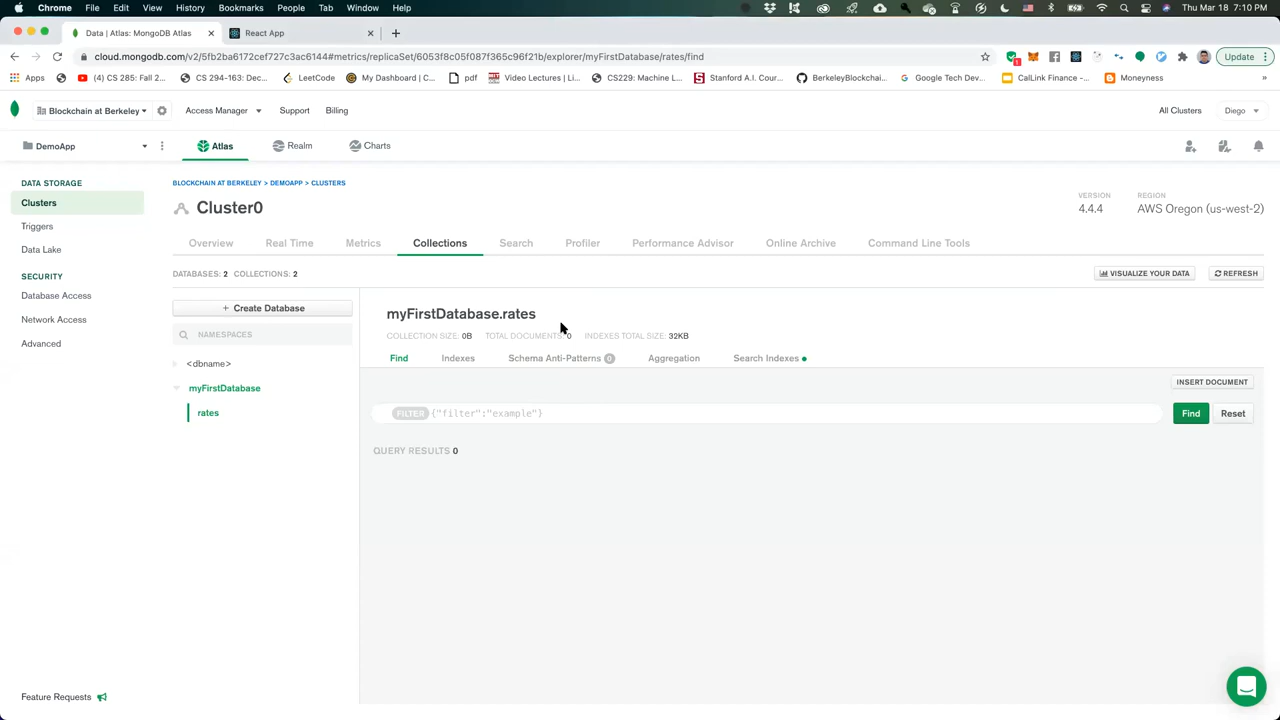 Chrome File Edit View History Bookmarks People Tab Window Help
Thu Mar 18 7:10 PM
Data | Atlas: MongoDB Atlas
React App
cloud.mongodb.com/v2/5fb2ba6172cef727c3ac6144#metrics/replicaSet/6053f8c05f087f365c96f21b/explorer/myFirstDatabase/rates/find
Update
Apps (4) CS 285: Fall 2... CS 294-163: Dec... LeetCode My Dashboard | C... pdf Video Lectures | Li... CS229: Machine L... Stanford A.I. Cour... BerkeleyBlockchai... Google Tech Dev... CalLink Finance -... Moneyness »
Blockchain at Berkeley Access Manager Support Billing All Clusters Diego
DemoApp Atlas Realm Charts
DATA STORAGE
Clusters
Triggers
Data Lake
SECURITY
Database Access
Network Access
Advanced
Feature Requests
BLOCKCHAIN AT BERKELEY > DEMOAPP > CLUSTERS
Cluster0
VERSION
4.4.4
REGION
AWS Oregon (us-west-2)
Overview Real Time Metrics Collections Search Profiler Performance Advisor Online Archive Command Line Tools
DATABASES: 2 COLLECTIONS: 2
VISUALIZE YOUR DATA REFRESH
+ Create Database
NAMESPACES
<dbname>
myFirstDatabase
rates
myFirstDatabase.rates
COLLECTION SIZE: 0B TOTAL DOCUMENTS: 0 INDEXES TOTAL SIZE: 32KB
Find Indexes Schema Anti-Patterns 0 Aggregation Search Indexes
INSERT DOCUMENT
FILTER {"filter":"example"}
Find Reset
QUERY RESULTS 0